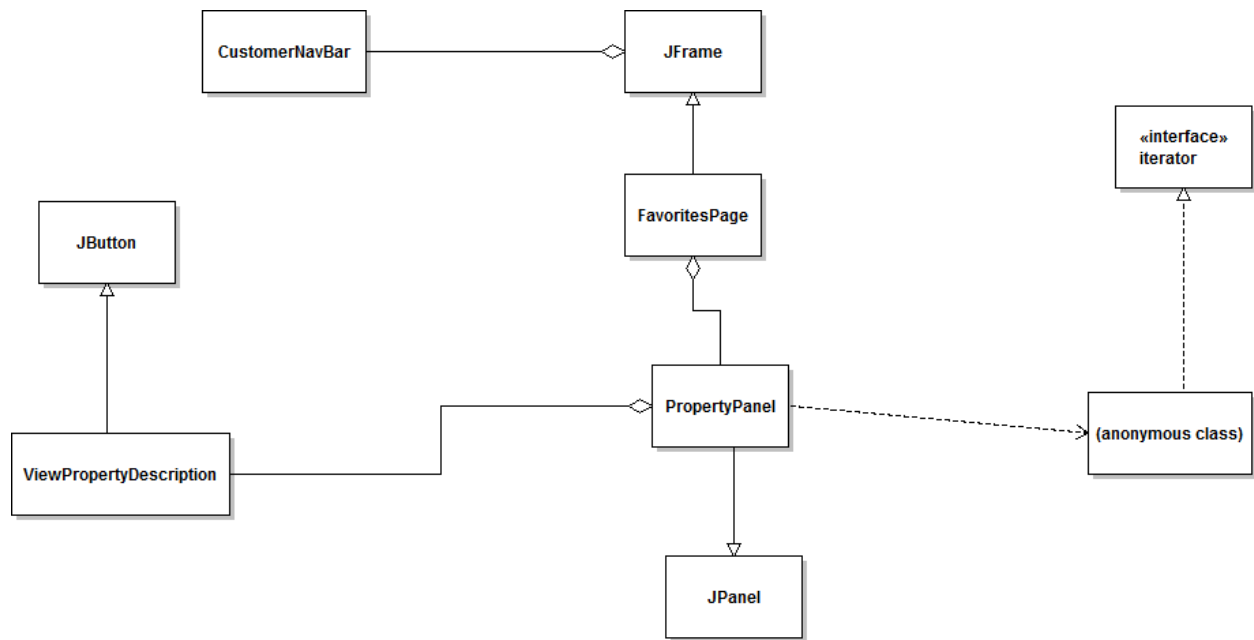 CustomerNavBar
JFrame
«interface»
iterator
JButton
FavoritesPage
PropertyPanel
(anonymous class)
ViewPropertyDescription
JPanel